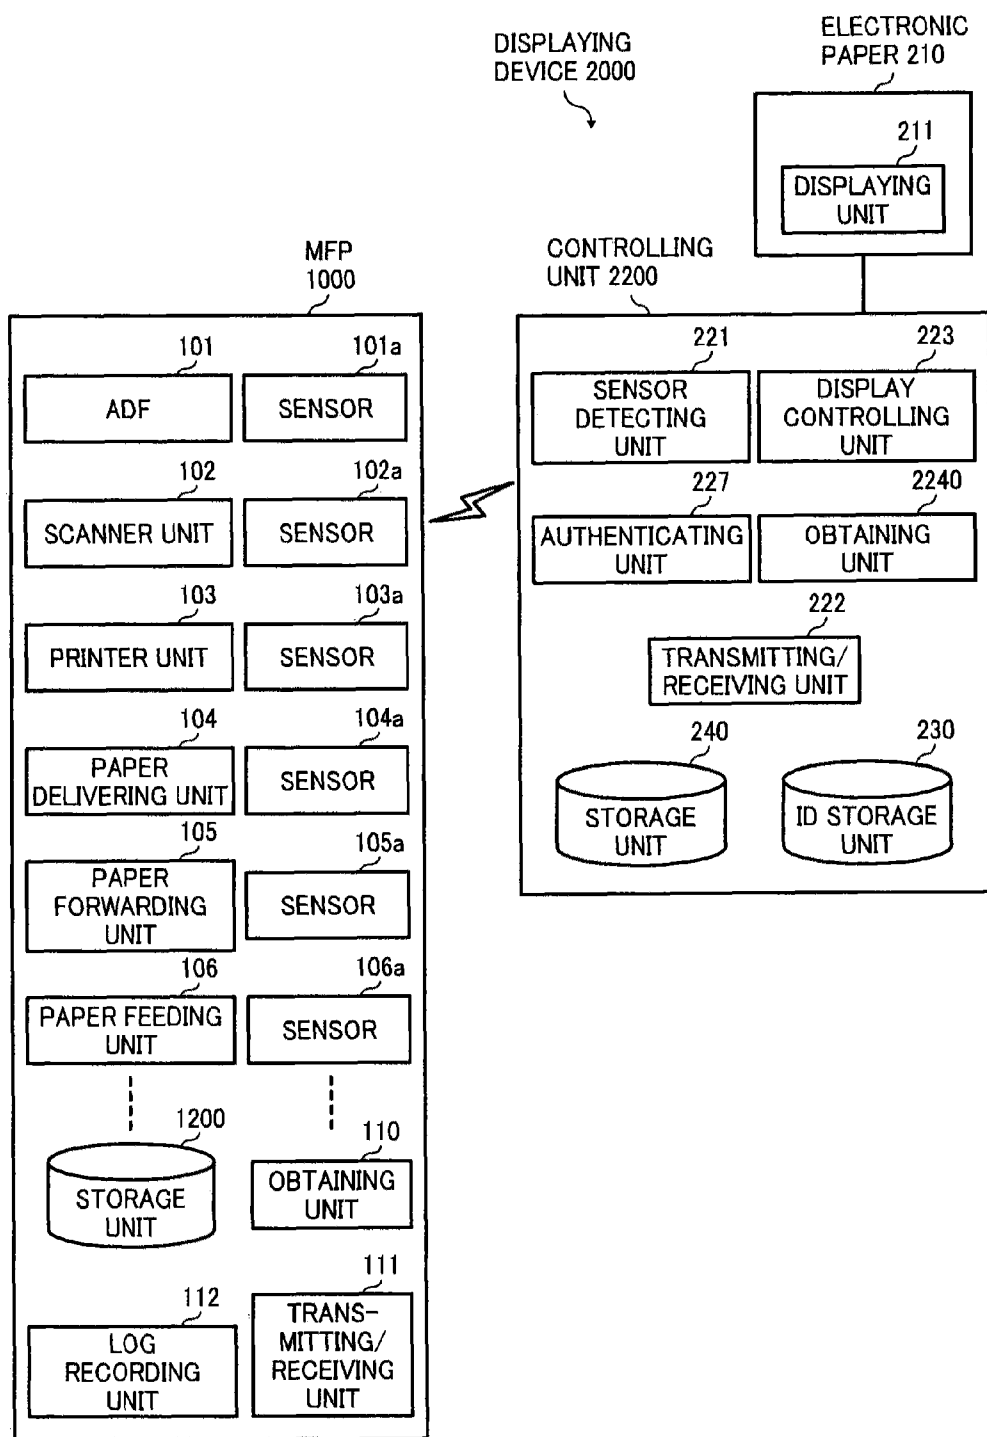 DISPLAYING
DEVICE 2000
ELECTRONIC
PAPER 210
211
DISPLAYING
UNIT
MFP
1000
CONTROLLING
UNIT 2200
101
ADF
101a
SENSOR
102
SCANNER UNIT
102a
SENSOR
103
PRINTER UNIT
103a
SENSOR
104
PAPER
DELIVERING UNIT
104a
SENSOR
105
PAPER
FORWARDING
UNIT
105a
SENSOR
106
PAPER FEEDING
UNIT
106a
SENSOR
1200
STORAGE
UNIT
110
OBTAINING
UNIT
112
LOG
RECORDING
UNIT
111
TRANS-
MITTING/
RECEIVING
UNIT
221
SENSOR
DETECTING
UNIT
223
DISPLAY
CONTROLLING
UNIT
227
AUTHENTICATING
UNIT
2240
OBTAINING
UNIT
222
TRANSMITTING/
RECEIVING UNIT
240
STORAGE
UNIT
230
ID STORAGE
UNIT